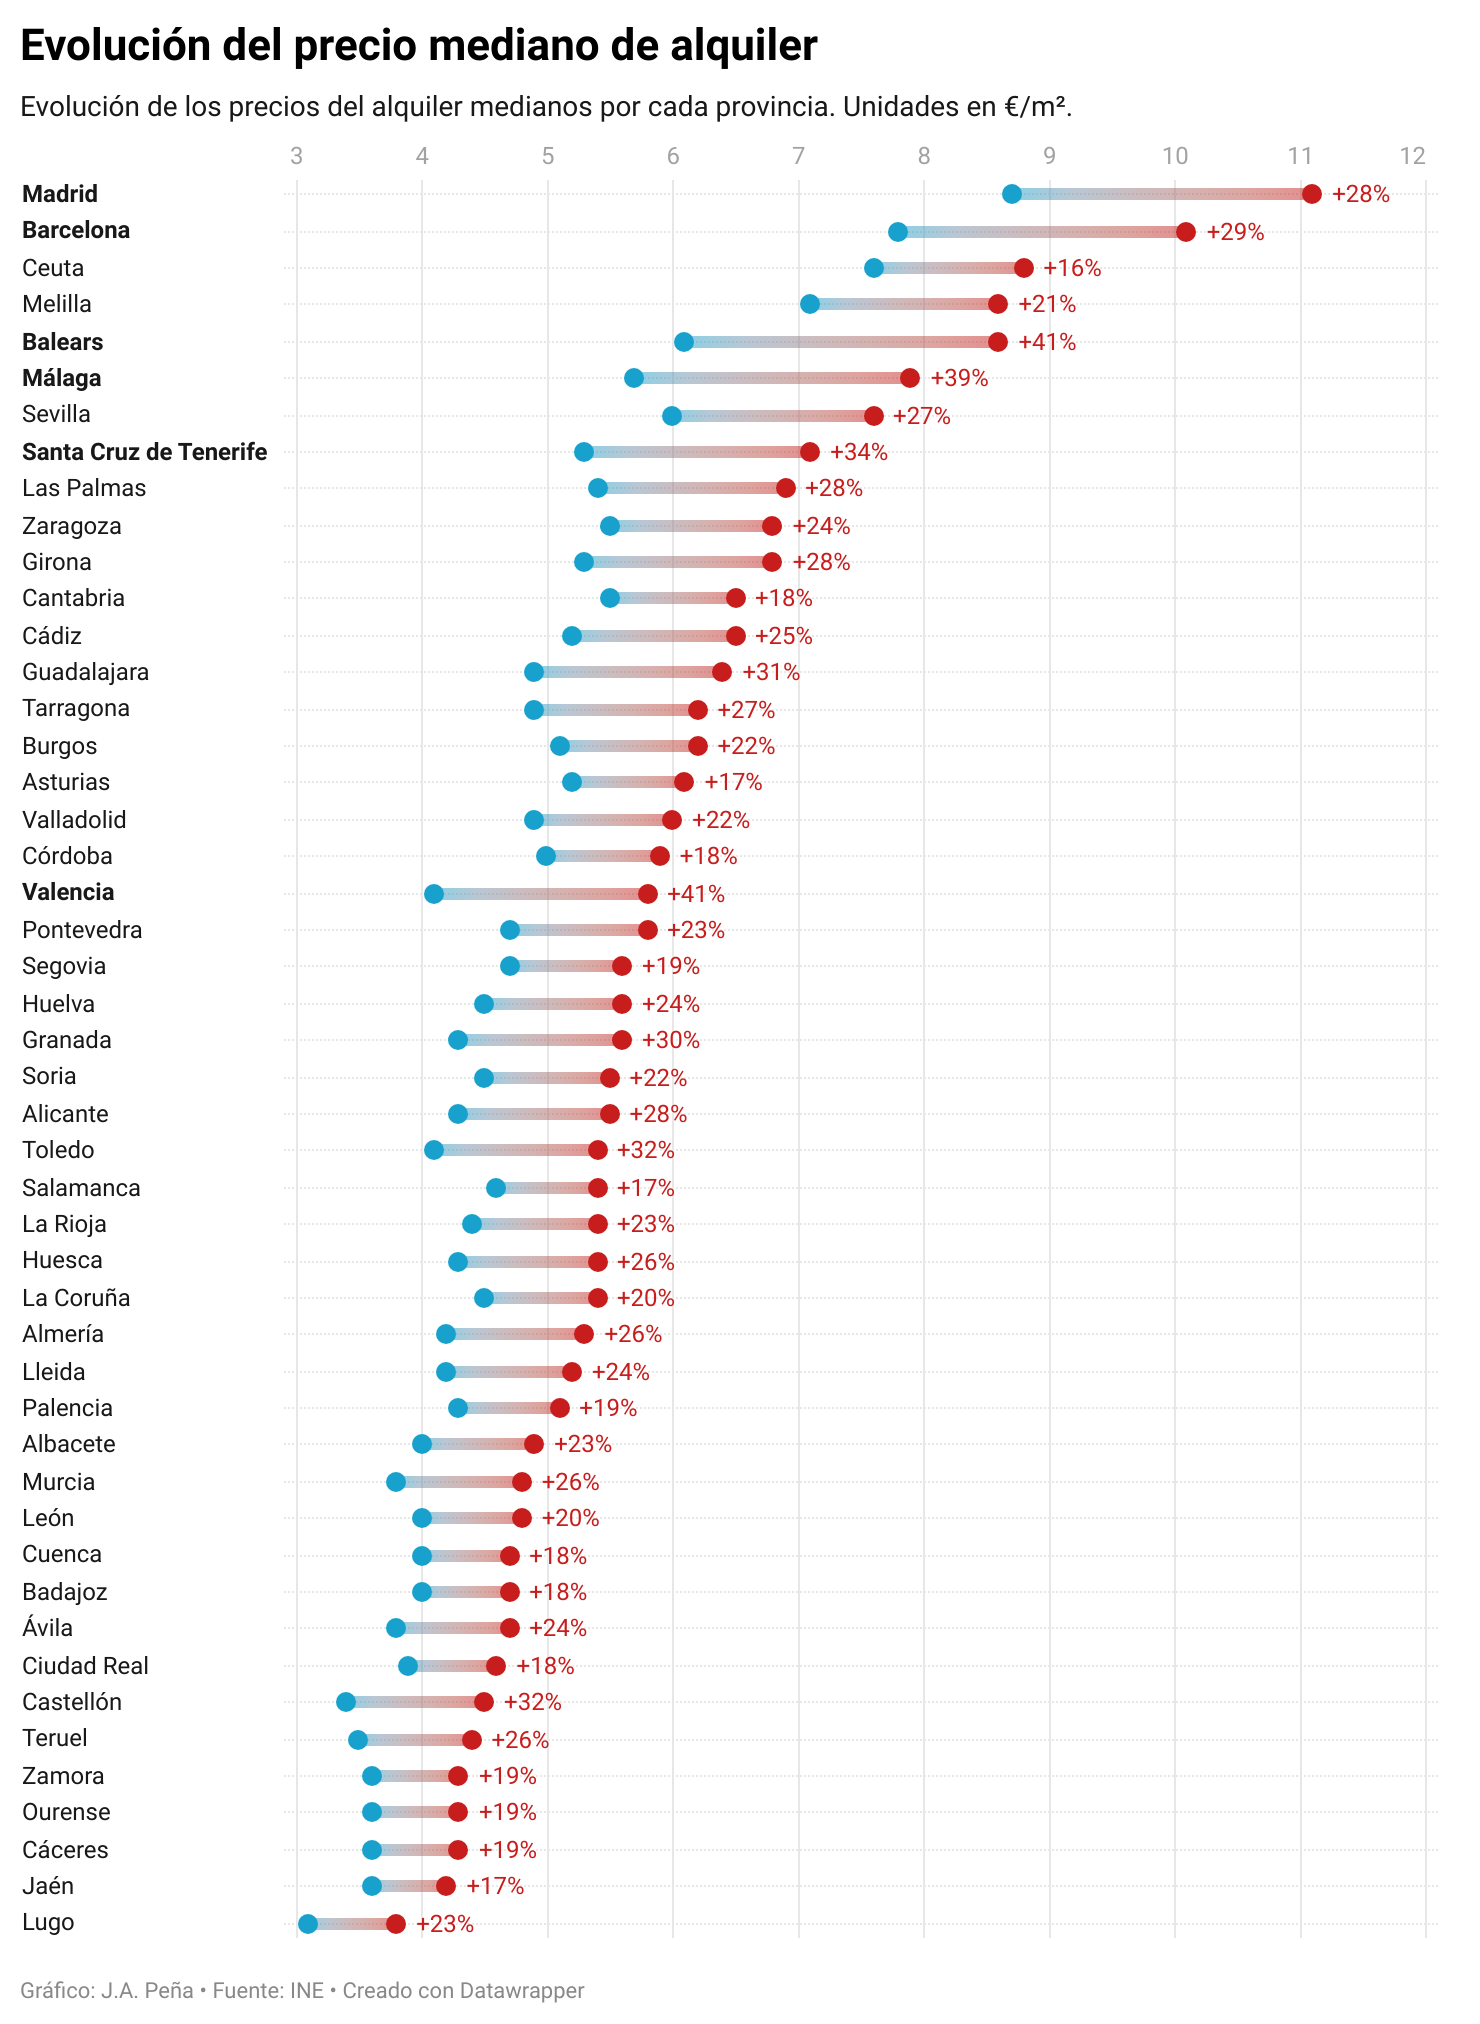 Evolución del precio mediano de alquiler
Evolución de los precios del alquiler medianos por cada provincia. Unidades en €/m².
3 4 5 6 7 8 9 10 11 12
Madrid +28%
Barcelona +29%
Ceuta +16%
Melilla +21%
Balears +41%
Málaga +39%
Sevilla +27%
Santa Cruz de Tenerife +34%
Las Palmas +28%
Zaragoza +24%
Girona +28%
Cantabria +18%
Cádiz +25%
Guadalajara +31%
Tarragona +27%
Burgos +22%
Asturias +17%
Valladolid +22%
Córdoba +18%
Valencia +41%
Pontevedra +23%
Segovia +19%
Huelva +24%
Granada +30%
Soria +22%
Alicante +28%
Toledo +32%
Salamanca +17%
La Rioja +23%
Huesca +26%
La Coruña +20%
Almería +26%
Lleida +24%
Palencia +19%
Albacete +23%
Murcia +26%
León +20%
Cuenca +18%
Badajoz +18%
Ávila +24%
Ciudad Real +18%
Castellón +32%
Teruel +26%
Zamora +19%
Ourense +19%
Cáceres +19%
Jaén +17%
Lugo +23%
Gráfico: J.A. Peña • Fuente: INE • Creado con Datawrapper